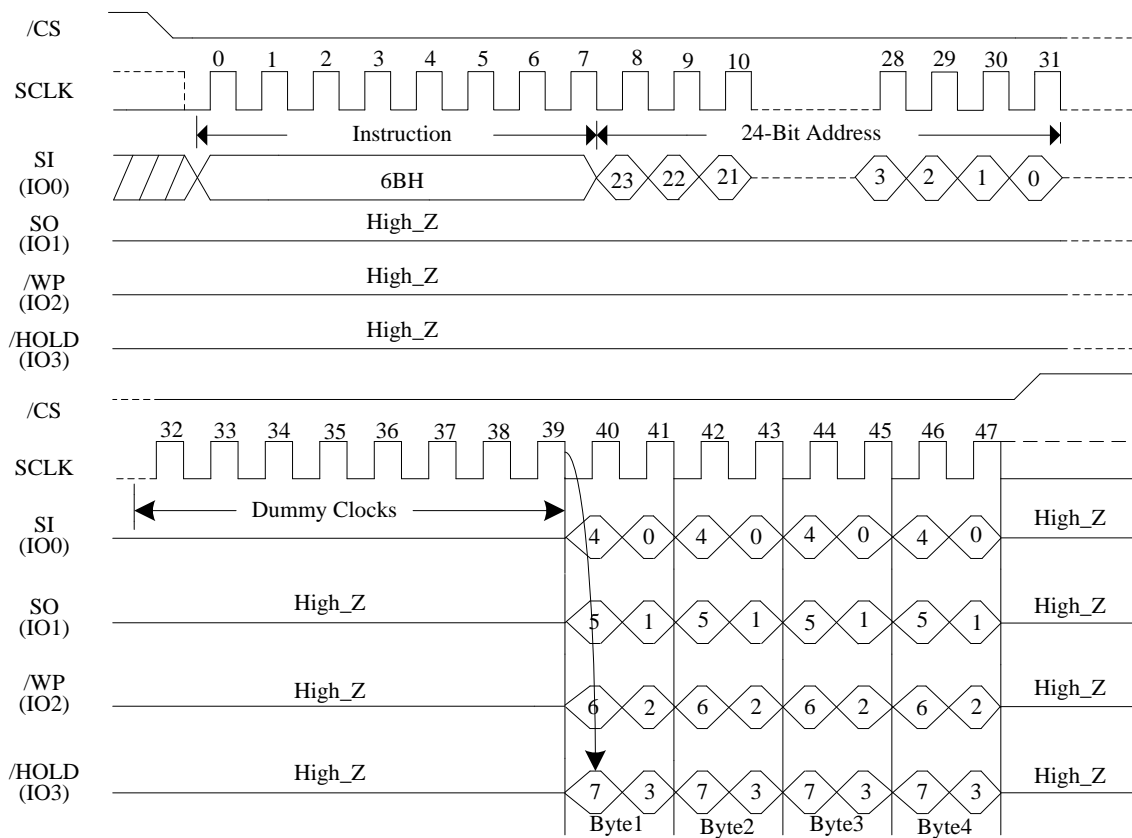 /CS
0 1 2 3 4 5 6 7 8 9 10 28 29 30 31
SCLK
Instruction 24-Bit Address
SI
(IO0)
6BH 23 22 21 3 2 1 0
SO
(IO1)
High_Z
/WP
(IO2)
High_Z
/HOLD
(IO3)
High_Z
/CS
32 33 34 35 36 37 38 39 40 41 42 43 44 45 46 47
SCLK
Dummy Clocks
SI
(IO0)
4 0 4 0 4 0 4 0 High_Z
SO
(IO1)
High_Z 5 1 5 1 5 1 5 1 High_Z
/WP
(IO2)
High_Z 6 2 6 2 6 2 6 2 High_Z
/HOLD
(IO3)
High_Z 7 3 7 3 7 3 7 3 High_Z
Byte1 Byte2 Byte3 Byte4